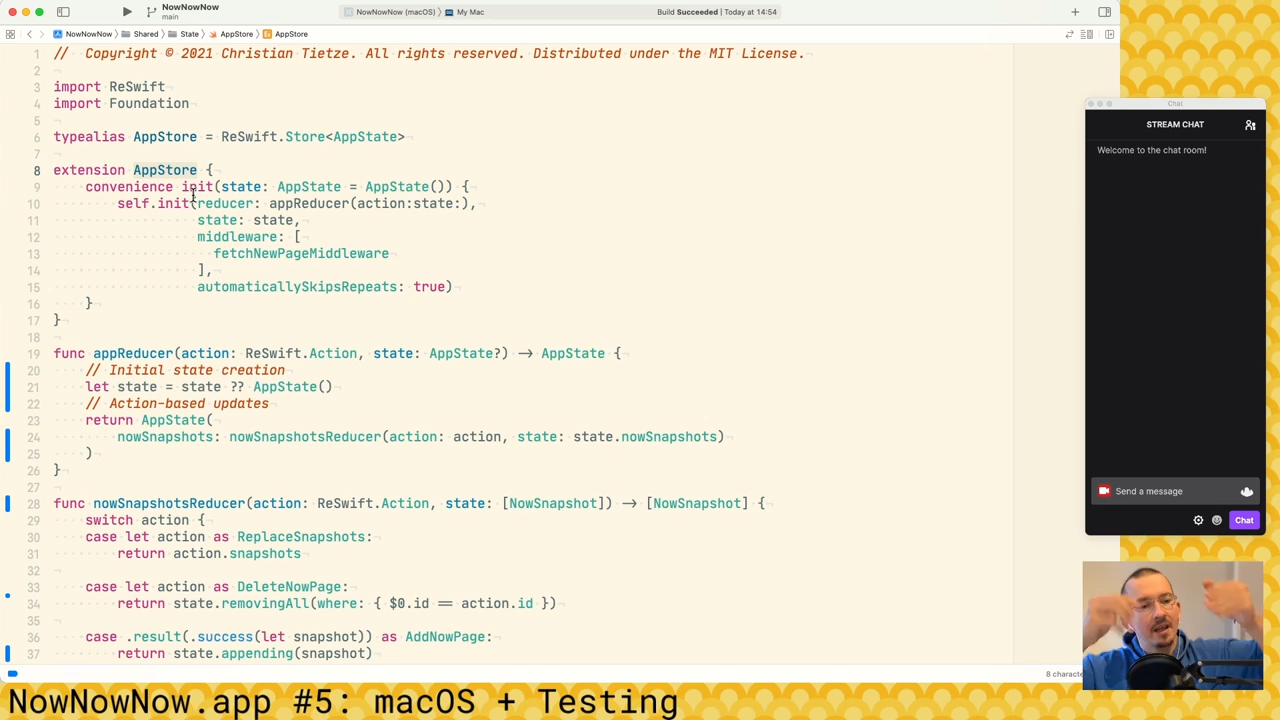 NowNowNow
main
NowNowNow (macOS) 〉 My Mac
Build Succeeded | Today at 14:54
NowNowNow 〉 Shared 〉 State 〉 AppStore 〉 AppStore
1 // Copyright © 2021 Christian Tietze. All rights reserved. Distributed under the MIT License.
2
3 import ReSwift
4 import Foundation
5
6 typealias AppStore = ReSwift.Store<AppState>
7
8 extension AppStore {
9 convenience init(state: AppState = AppState()) {
10 self.init(reducer: appReducer(action:state:),
11 state: state,
12 middleware: [
13 fetchNewPageMiddleware
14 ],
15 automaticallySkipsRepeats: true)
16 }
17 }
18
19 func appReducer(action: ReSwift.Action, state: AppState?) -> AppState {
20 // Initial state creation
21 let state = state ?? AppState()
22 // Action-based updates
23 return AppState(
24 nowSnapshots: nowSnapshotsReducer(action: action, state: state.nowSnapshots)
25 )
26 }
27
28 func nowSnapshotsReducer(action: ReSwift.Action, state: [NowSnapshot]) -> [NowSnapshot] {
29 switch action {
30 case let action as ReplaceSnapshots:
31 return action.snapshots
32
33 case let action as DeleteNowPage:
34 return state.removingAll(where: { $0.id == action.id })
35
36 case .result(.success(let snapshot)) as AddNowPage:
37 return state.appending(snapshot)
8 characte
Chat
STREAM CHAT
Welcome to the chat room!
Send a message
Chat
NowNowNow.app #5: macOS + Testing